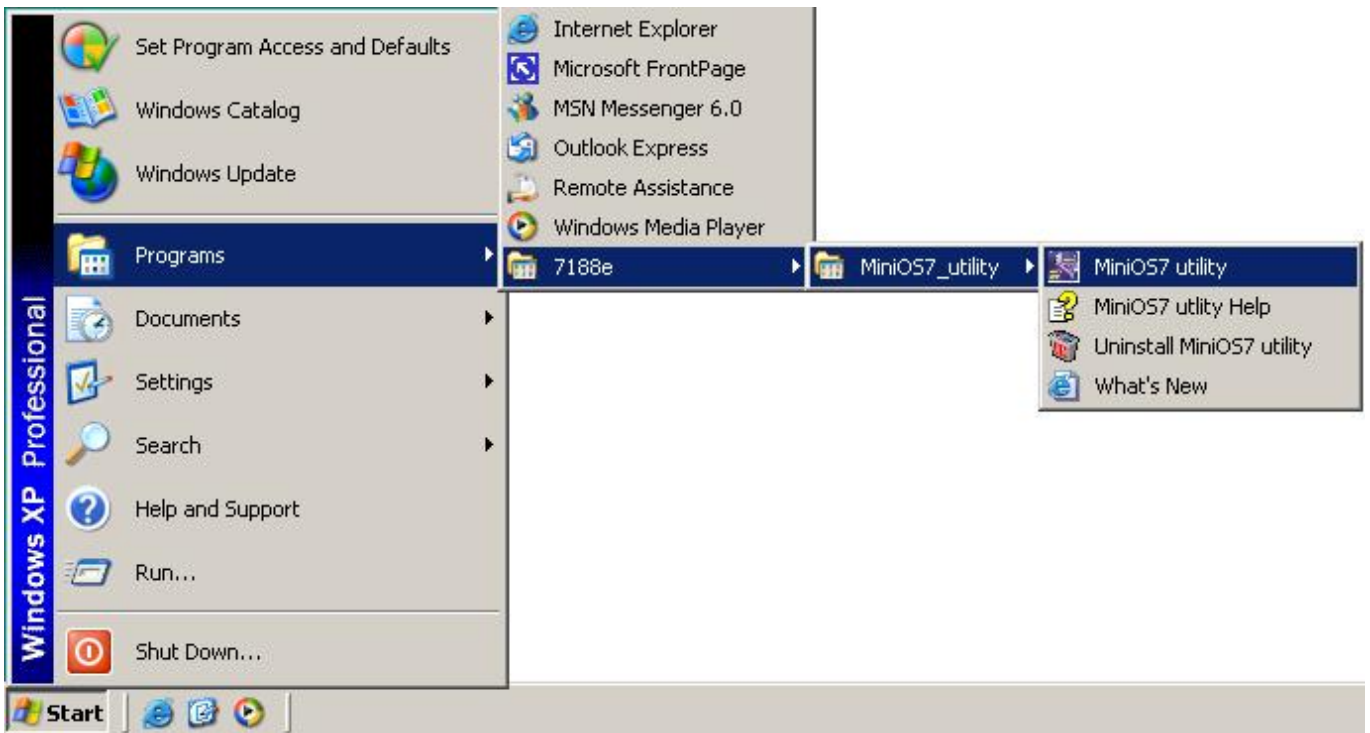 Windows XP Professional
Set Program Access and Defaults
Windows Catalog
Windows Update
Programs
Documents
Settings
Search
Help and Support
Run...
Shut Down...
Internet Explorer
Microsoft FrontPage
MSN Messenger 6.0
Outlook Express
Remote Assistance
Windows Media Player
7188e
MiniOS7_utility
MiniOS7 utility
MiniOS7 utlity Help
Uninstall MiniOS7 utility
What's New
Start